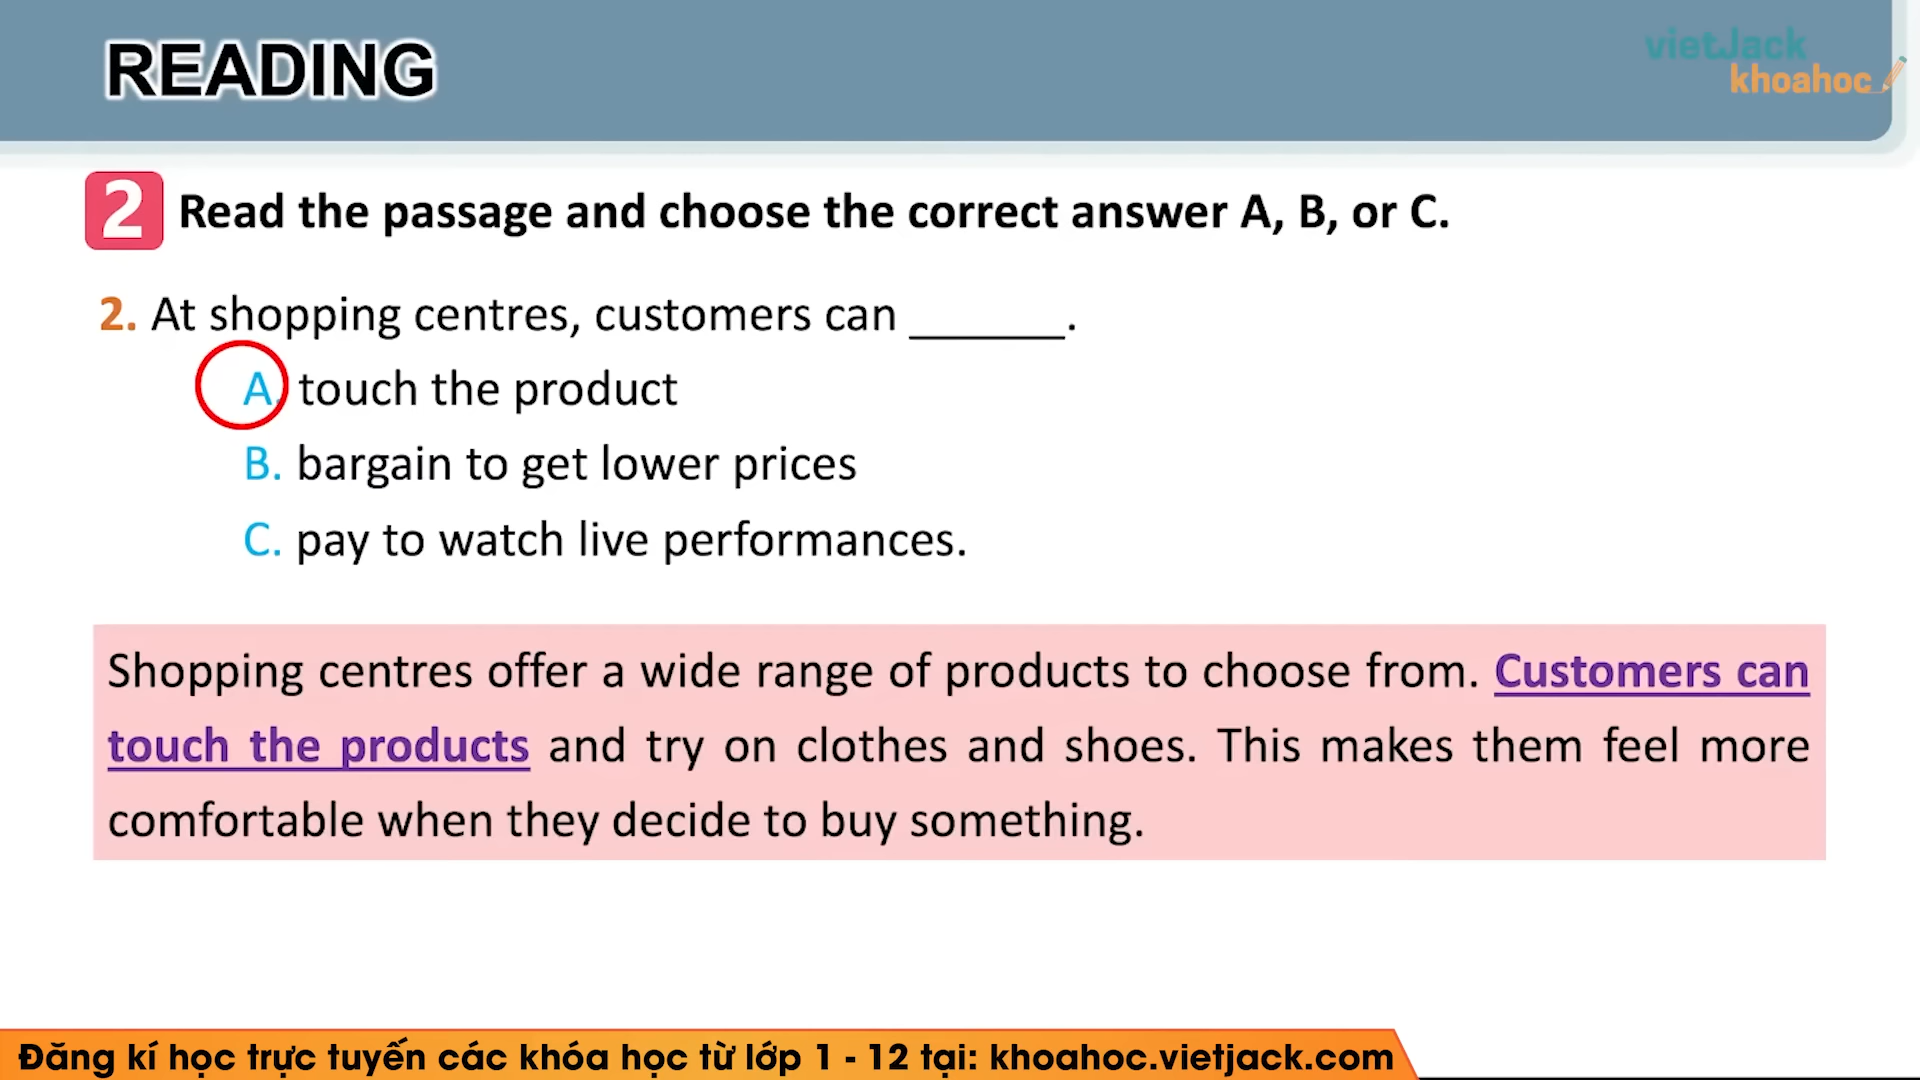 READING
vietJack
khoahoc
2 Read the passage and choose the correct answer A, B, or C.
2. At shopping centres, customers can ______.
A. touch the product
B. bargain to get lower prices
C. pay to watch live performances.
Shopping centres offer a wide range of products to choose from. Customers can
touch the products and try on clothes and shoes. This makes them feel more
comfortable when they decide to buy something.
Đăng kí học trực tuyến các khóa học từ lớp 1 - 12 tại: khoahoc.vietjack.com